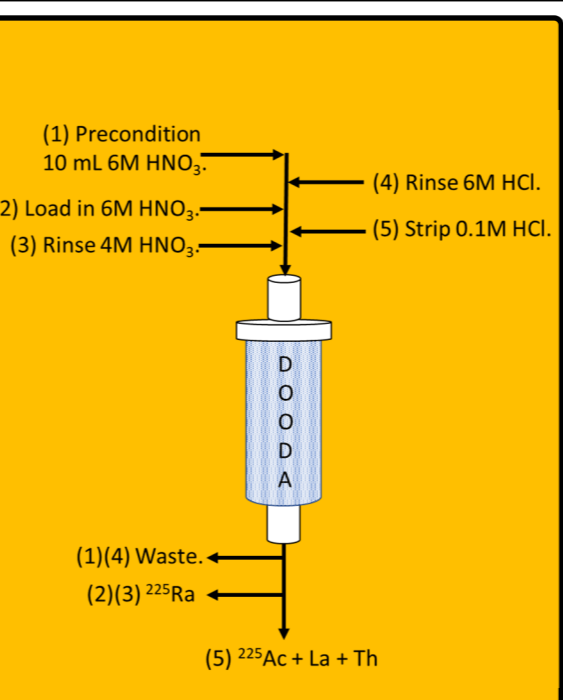 (1) Precondition
10 mL 6M HNO₃.
2) Load in 6M HNO₃.
(3) Rinse 4M HNO₃.
(4) Rinse 6M HCl.
(5) Strip 0.1M HCl.
D
O
O
D
A
(1)(4) Waste.
(2)(3) ²²⁵Ra
(5) ²²⁵Ac + La + Th